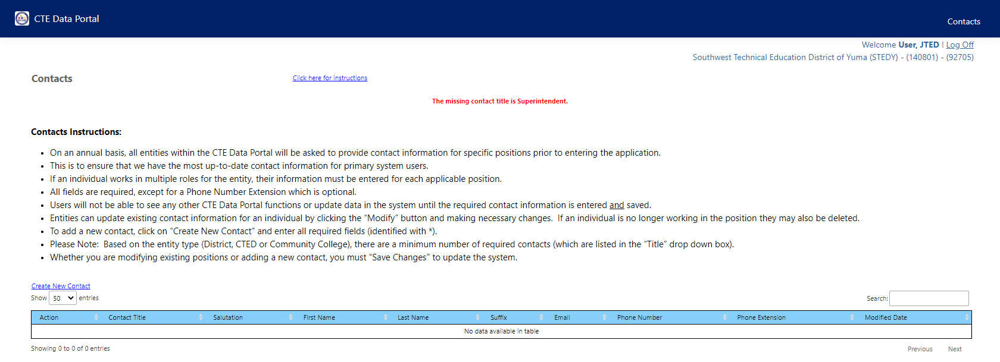 CTE Data Portal
Contacts
Welcome User, JTED ! Log Off
Southwest Technical Education District of Yuma (STEDY) - (140801) - (92705)
Contacts
Click here for instructions
The missing contact title is Superintendent.
Contacts Instructions:
• On an annual basis, all entities within the CTE Data Portal will be asked to provide contact information for specific positions prior to entering the application.
• This is to ensure that we have the most up-to-date contact information for primary system users.
• If an individual works in multiple roles for the entity, their information must be entered for each applicable position.
• All fields are required, except for a Phone Number Extension which is optional.
• Users will not be able to see any other CTE Data Portal functions or update data in the system until the required contact information is entered and saved.
• Entities can update existing contact information for an individual by clicking the “Modify” button and making necessary changes.  If an individual is no longer working in the position they may also be deleted.
• To add a new contact, click on “Create New Contact” and enter all required fields (identified with *).
• Please Note:  Based on the entity type (District, CTED or Community College), there are a minimum number of required contacts (which are listed in the “Title” drop down box).
• Whether you are modifying existing positions or adding a new contact, you must “Save Changes” to update the system.
Create New Contact
Show 50 entries
Search:
Action Contact Title Salutation First Name Last Name Suffix Email Phone Number Phone Extension Modified Date
No data available in table
Showing 0 to 0 of 0 entries
Previous Next